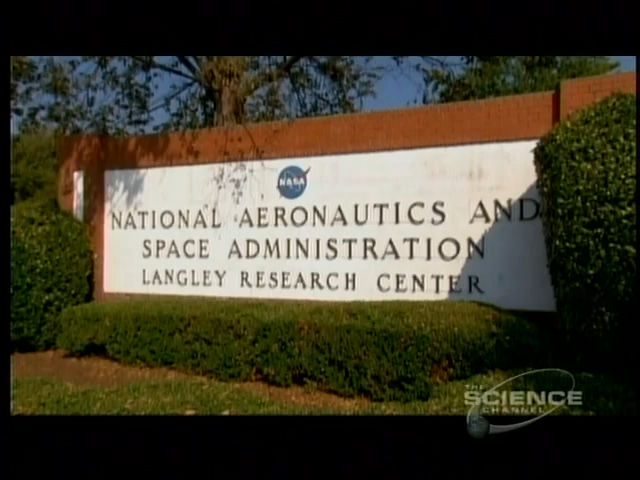 NASA
NATIONAL AERONAUTICS AND
SPACE ADMINISTRATION
LANGLEY RESEARCH CENTER
THE
SCIENCE
CHANNEL